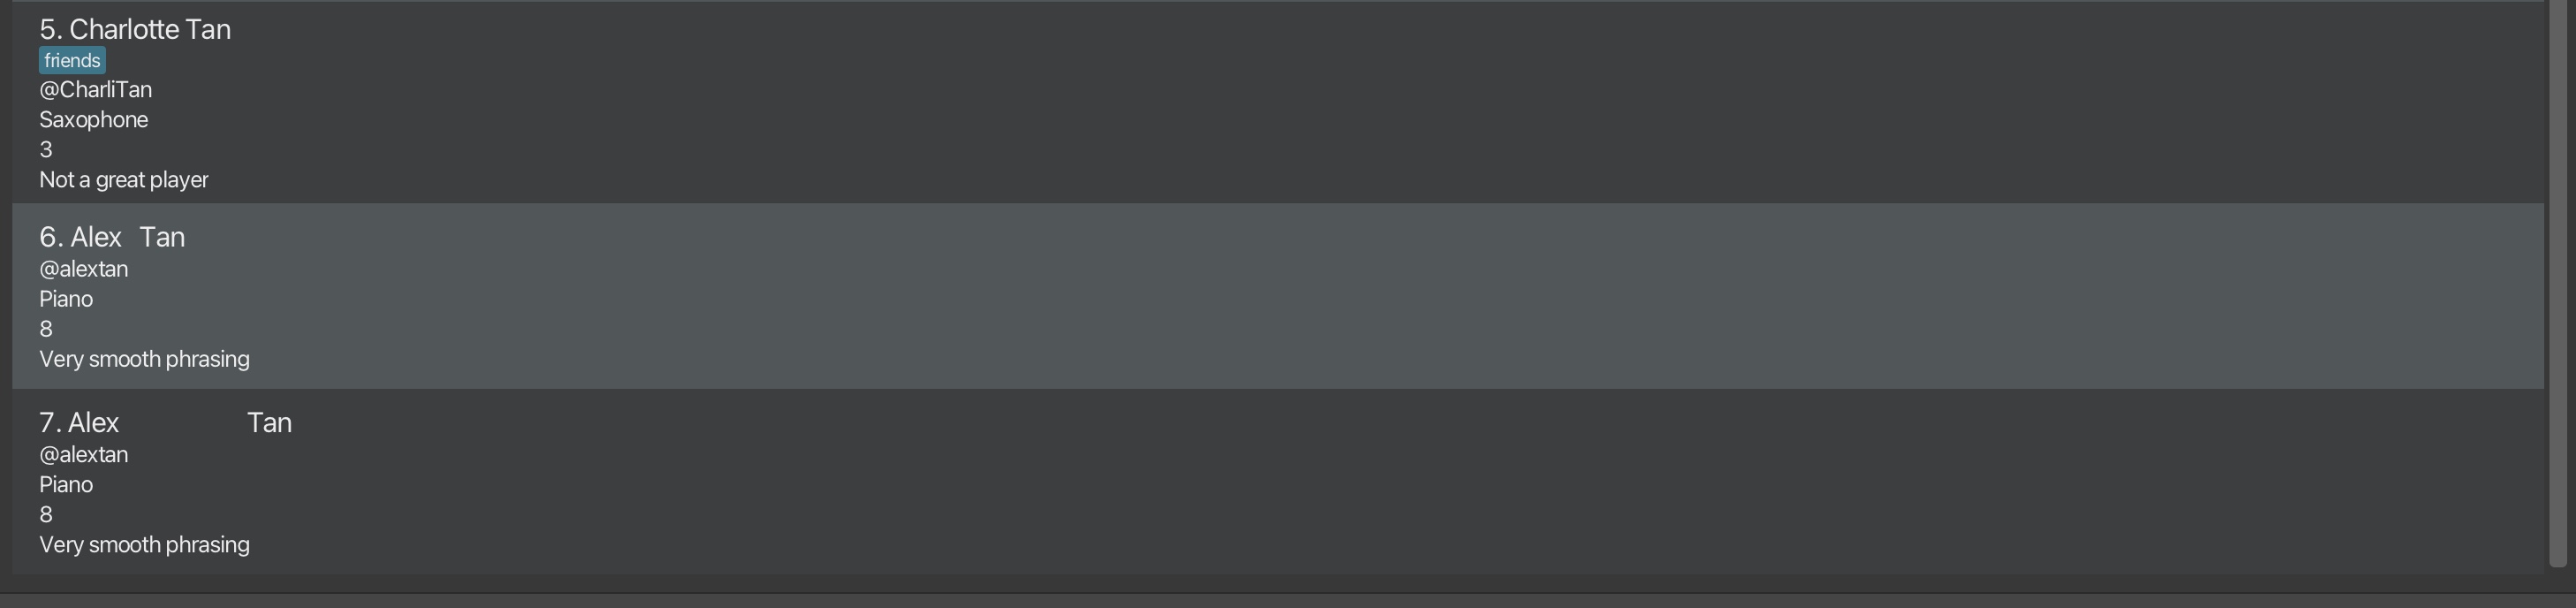 5. Charlotte Tan
friends
@CharliTan
Saxophone
3
Not a great player
6. Alex   Tan
@alextan
Piano
8
Very smooth phrasing
7. Alex                    Tan
@alextan
Piano
8
Very smooth phrasing